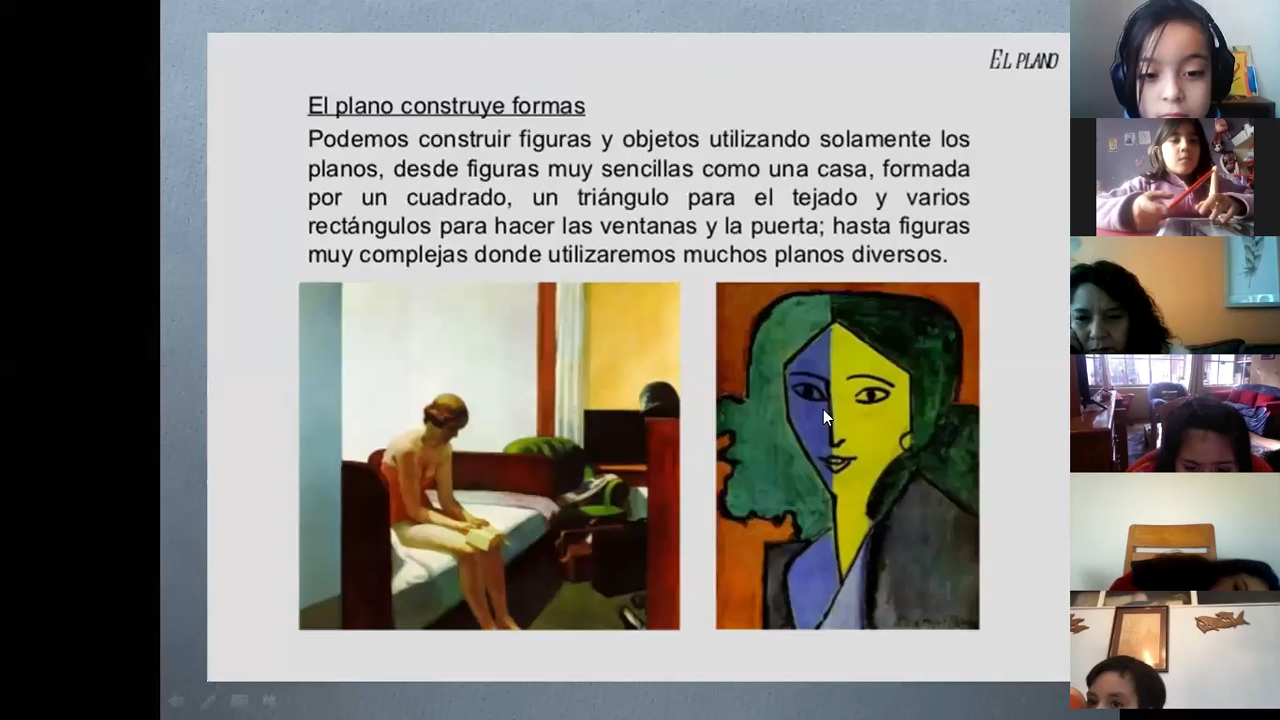 EL PLANO
El plano construye formas
Podemos construir figuras y objetos utilizando solamente los
planos, desde figuras muy sencillas como una casa, formada
por un cuadrado, un triángulo para el tejado y varios
rectángulos para hacer las ventanas y la puerta; hasta figuras
muy complejas donde utilizaremos muchos planos diversos.